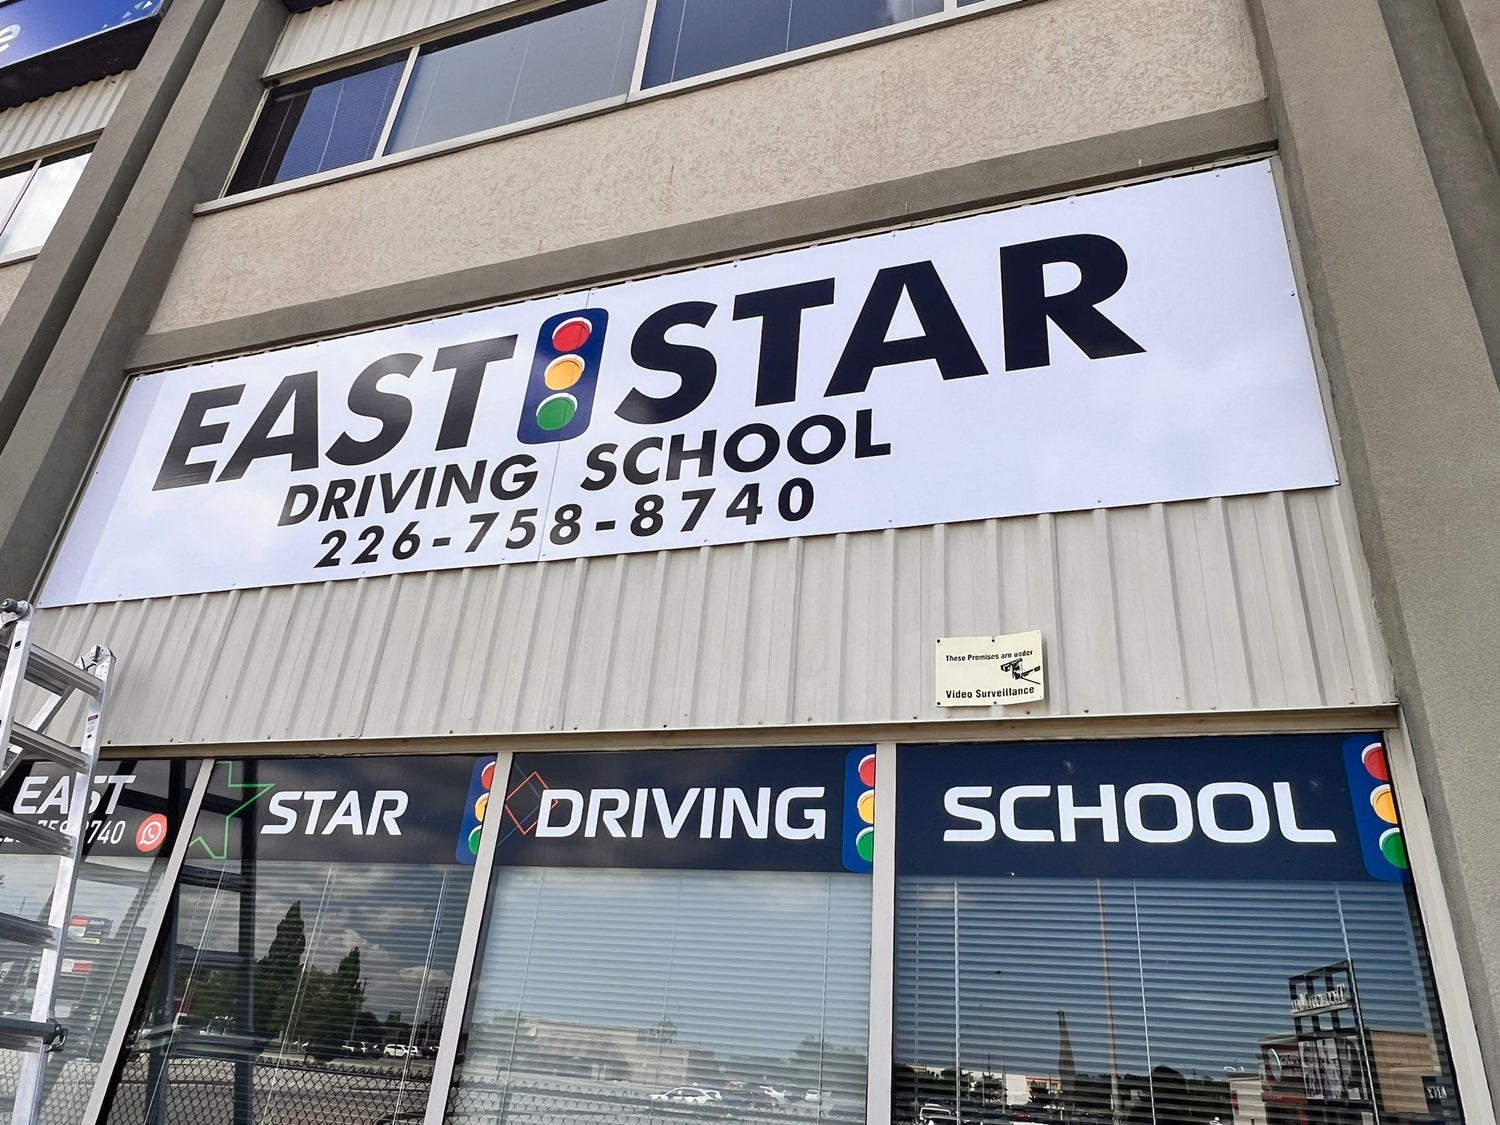 EAST STAR
DRIVING SCHOOL
226-758-8740
These Premises are under
Video Surveillance
EAST STAR DRIVING SCHOOL